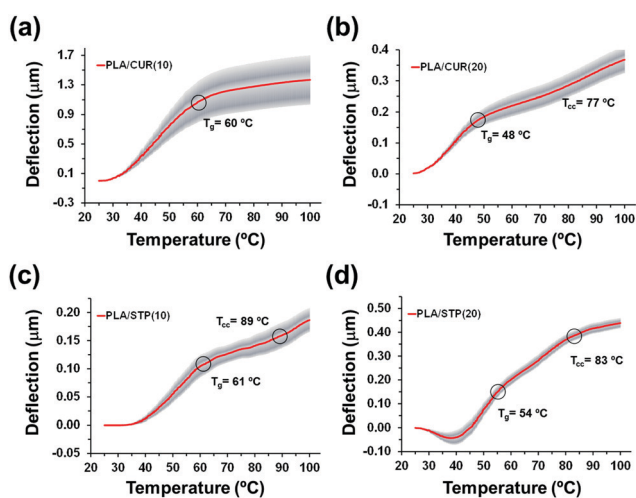 (a)
Deflection (μm)
1.7
1.3
0.9
0.5
0.1
-0.3
PLA/CUR(10)
Tg= 60 ºC
20 30 40 50 60 70 80 90 100
Temperature (ºC)
(b)
Deflection (μm)
0.4
0.3
0.2
0.1
0.0
-0.1
PLA/CUR(20)
Tcc= 77 ºC
Tg= 48 ºC
20 30 40 50 60 70 80 90 100
Temperature (ºC)
(c)
Deflection (μm)
0.20
0.15
0.10
0.05
0.00
-0.05
PLA/STP(10)
Tcc= 89 ºC
Tg= 61 ºC
20 30 40 50 60 70 80 90 100
Temperature (ºC)
(d)
Deflection (μm)
0.50
0.40
0.30
0.20
0.10
0.00
-0.10
PLA/STP(20)
Tcc= 83 ºC
Tg= 54 ºC
20 30 40 50 60 70 80 90 100
Temperature (ºC)